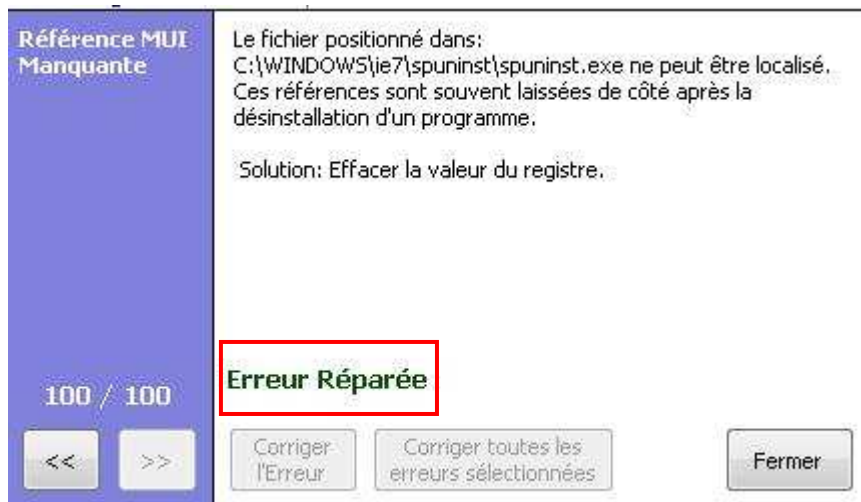 Référence MUI
Manquante
Le fichier positionné dans:
C:\WINDOWS\ie7\spuninst\spuninst.exe ne peut être localisé.
Ces références sont souvent laissées de côté après la
désinstallation d'un programme.
Solution: Effacer la valeur du registre.
Erreur Réparée
100 / 100
<<
>>
Corriger
l'Erreur
Corriger toutes les
erreurs sélectionnées
Fermer